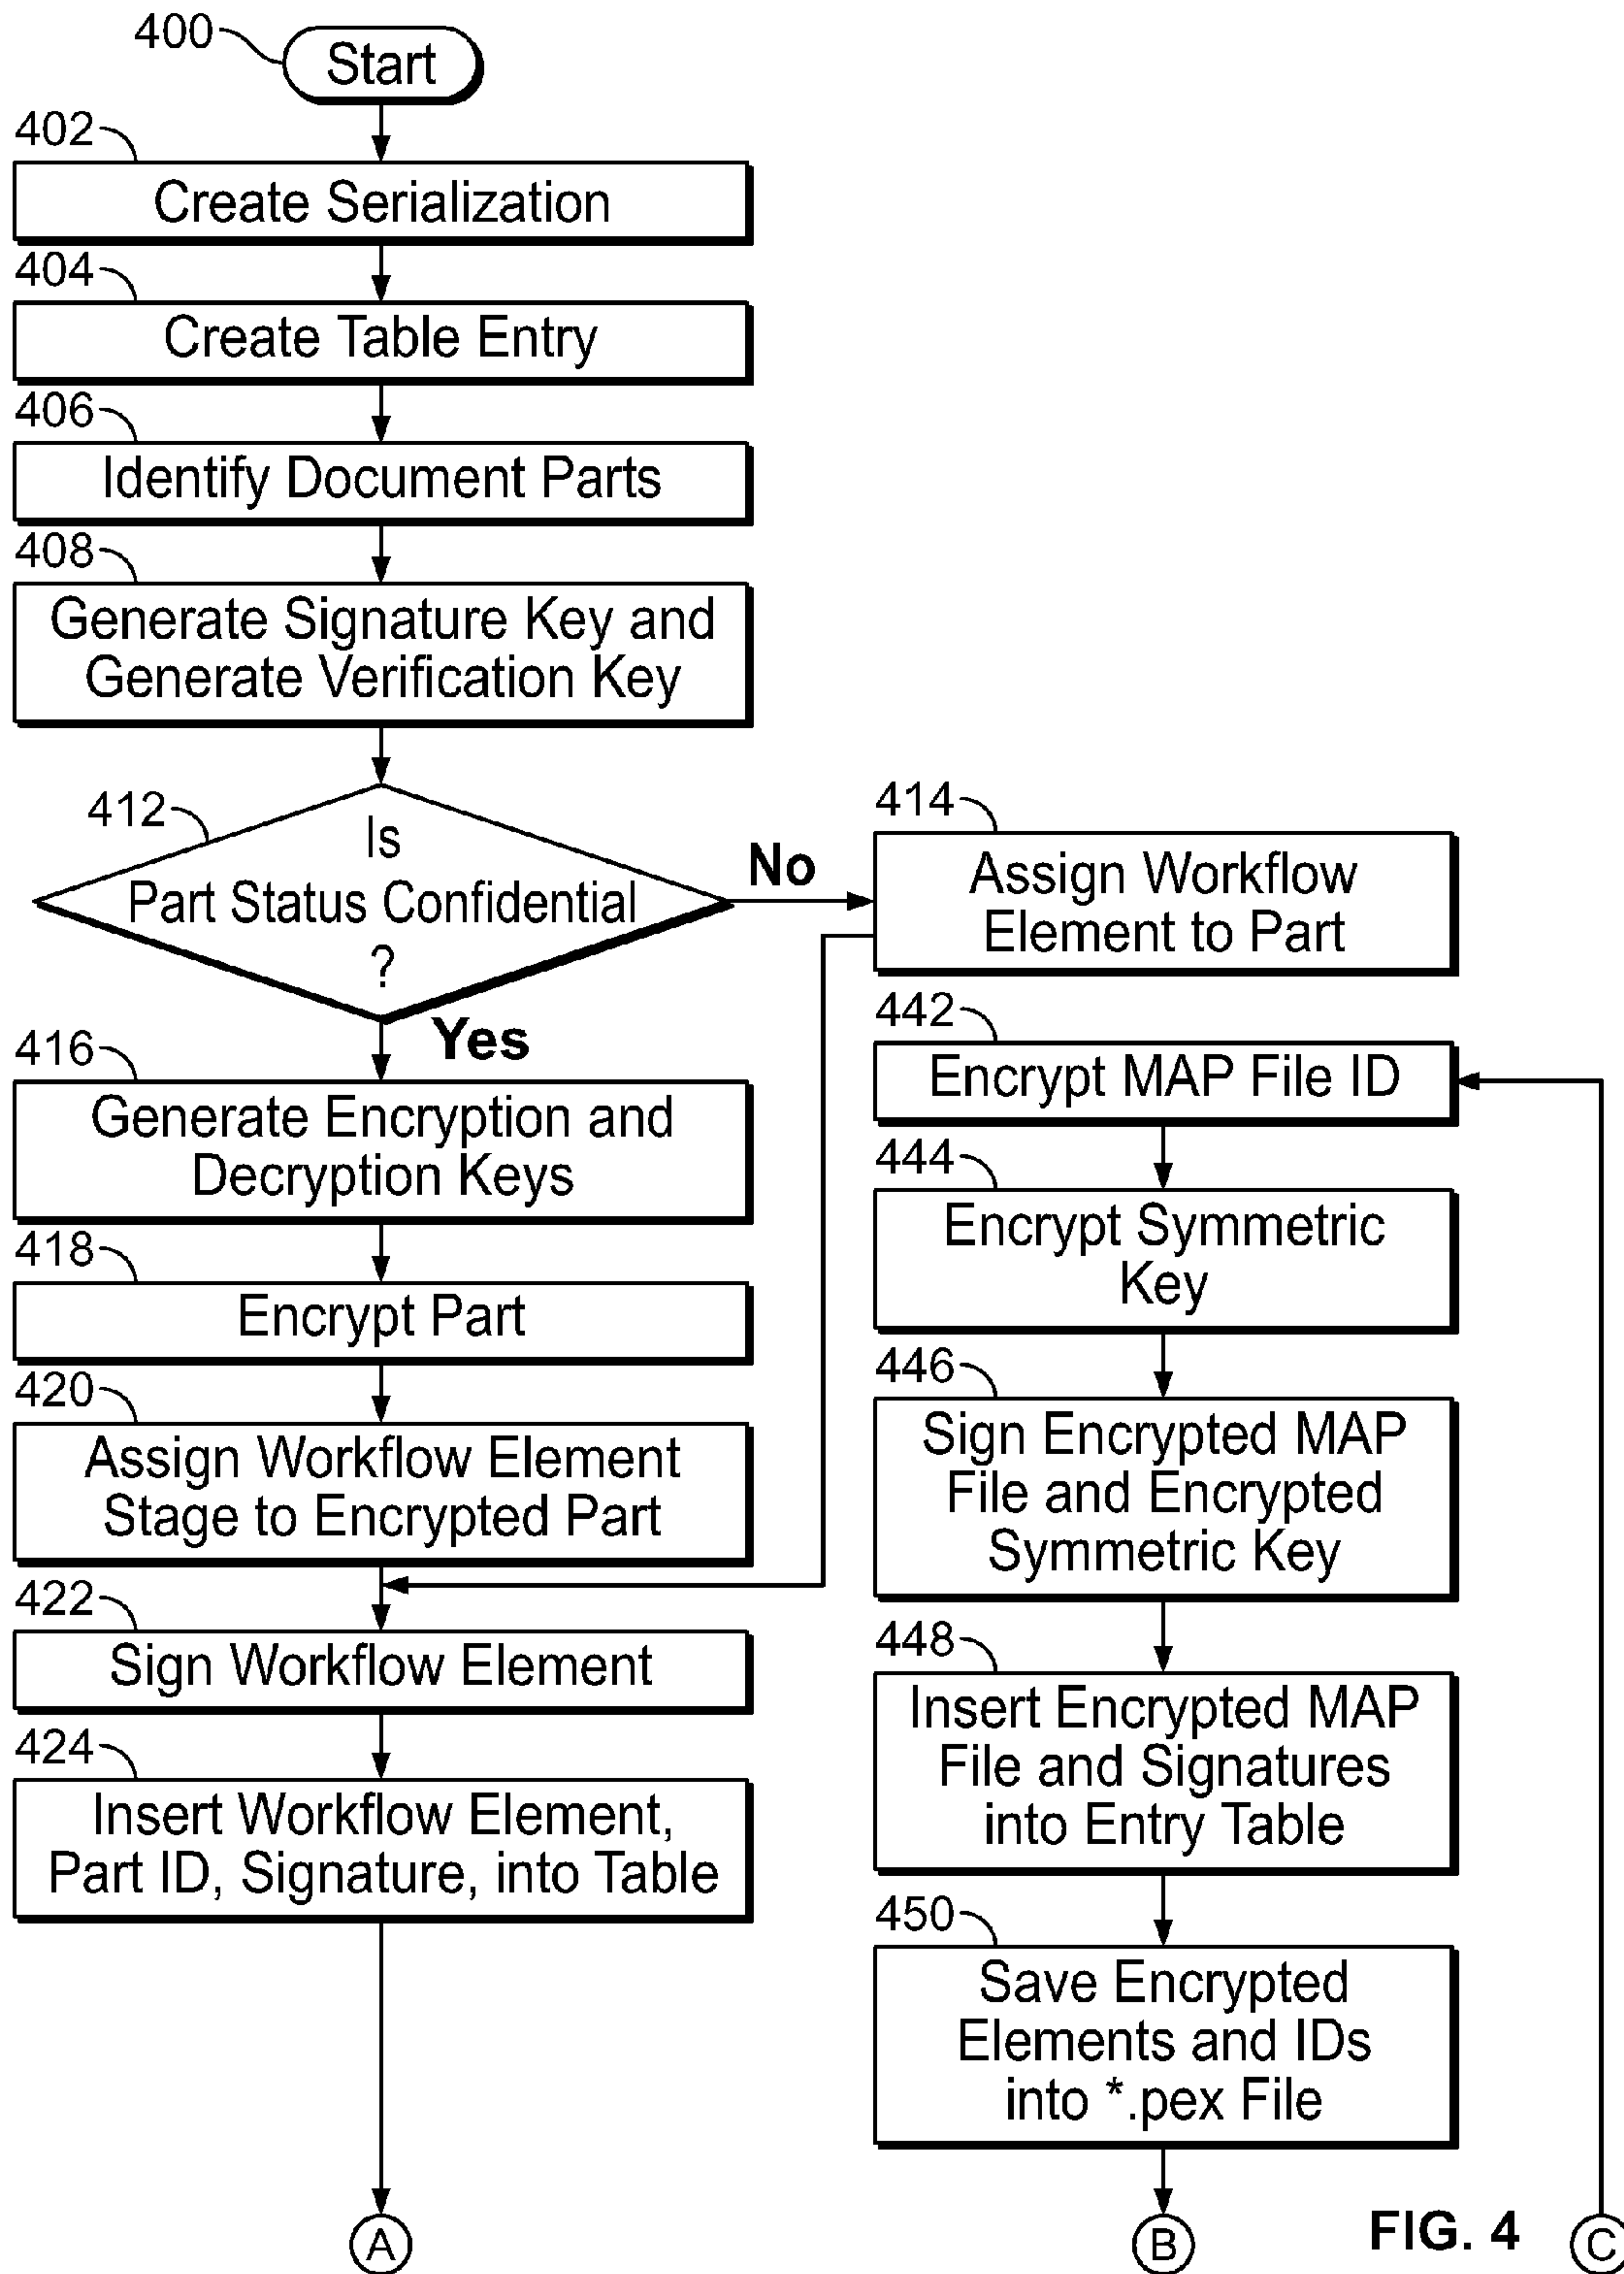 400
Start
402
Create Serialization
404
Create Table Entry
406
Identify Document Parts
408
Generate Signature Key and
Generate Verification Key
412
Is
Part Status Confidential
?
No
Yes
414
Assign Workflow
Element to Part
416
Generate Encryption and
Decryption Keys
418
Encrypt Part
420
Assign Workflow Element
Stage to Encrypted Part
422
Sign Workflow Element
424
Insert Workflow Element,
Part ID, Signature, into Table
A
442
Encrypt MAP File ID
444
Encrypt Symmetric
Key
446
Sign Encrypted MAP
File and Encrypted
Symmetric Key
448
Insert Encrypted MAP
File and Signatures
into Entry Table
450
Save Encrypted
Elements and IDs
into *.pex File
B
FIG. 4
C